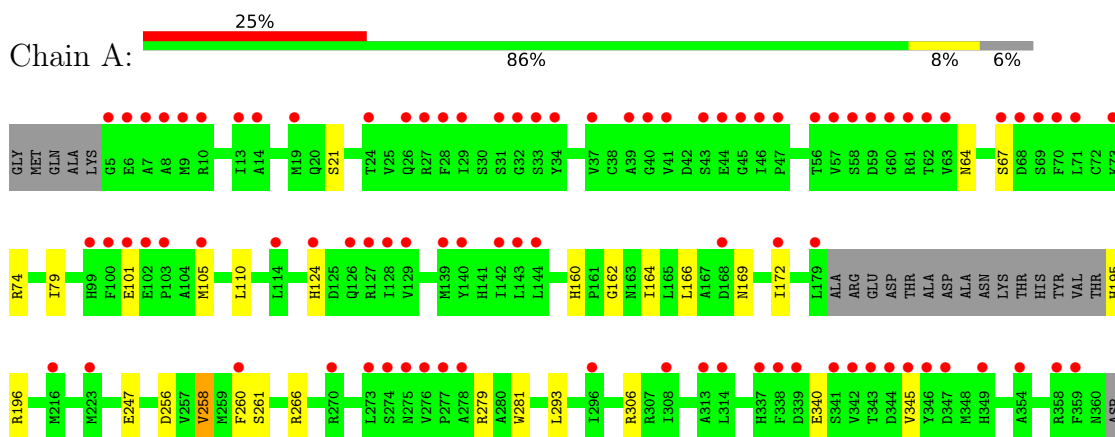 25%
Chain A:
86% 8% 6%
GLY MET GLN ALA LYS G5 E6 A7 A8 M9 R10 I13 A14 M19 Q20 S21 T24 V25 Q26 R27 F28 I29 S30 S31 G32 S33 Y34 V37 C38 A39 G40 V41 D42 S43 E44 G45 I46 P47 T56 V57 S58 D59 G60 R61 T62 V63 N64 S67 D68 S69 F70 L71 C72 K73
R74 I79 H99 F100 E101 E102 P103 A104 M105 L110 L114 H124 D125 Q126 R127 I128 V129 M139 Y140 H141 I142 L143 L144 H160 P161 G162 N163 I164 L165 L166 A167 D168 N169 I172 L179 ALA ARG GLU ASP THR ALA ASP ALA ASN LYS THR HIS TYR VAL THR H195
R196 M216 M223 E247 D256 V257 V258 M259 F260 S261 R266 R270 L273 S274 N275 V276 P277 A278 R279 A280 W281 L293 I296 R306 R307 I308 A313 L314 H337 F338 D339 E340 S341 V342 T343 D344 V345 Y346 D347 M348 H349 A354 R358 F359 N360